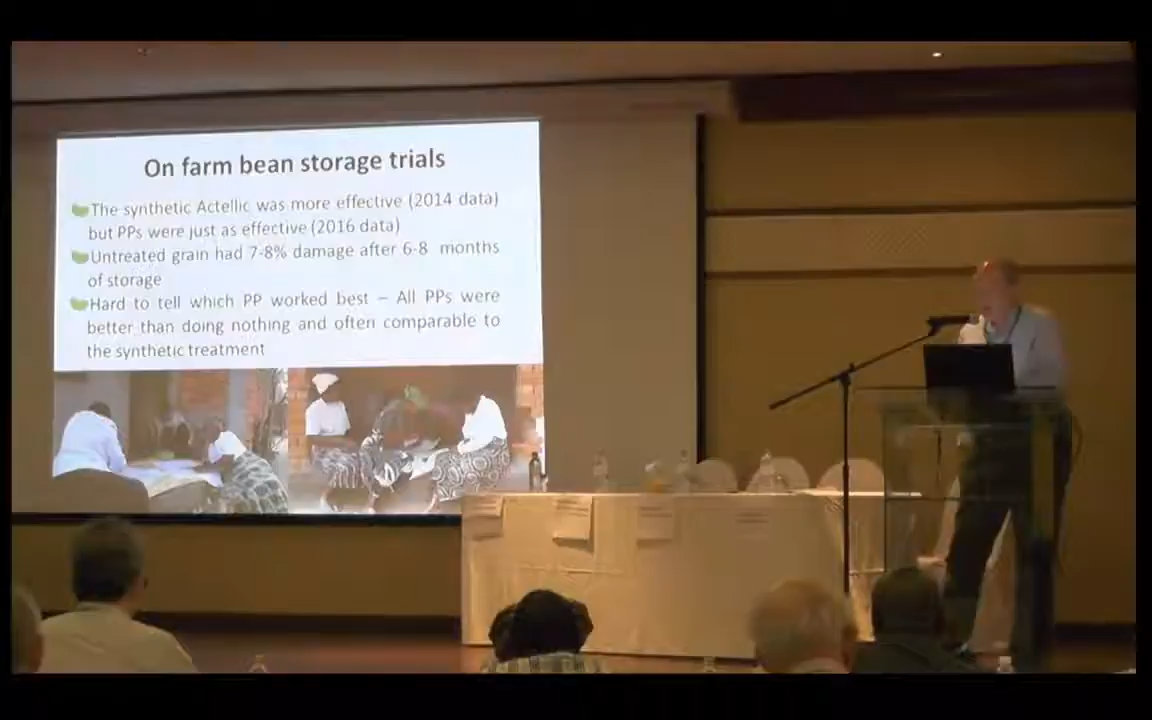 On farm bean storage trials
The synthetic Actellic was more effective (2014 data)
but PPs were just as effective (2016 data)
Untreated grain had 7-8% damage after 6-8 months
of storage
Hard to tell which PP worked best – All PPs were
better than doing nothing and often comparable to
the synthetic treatment